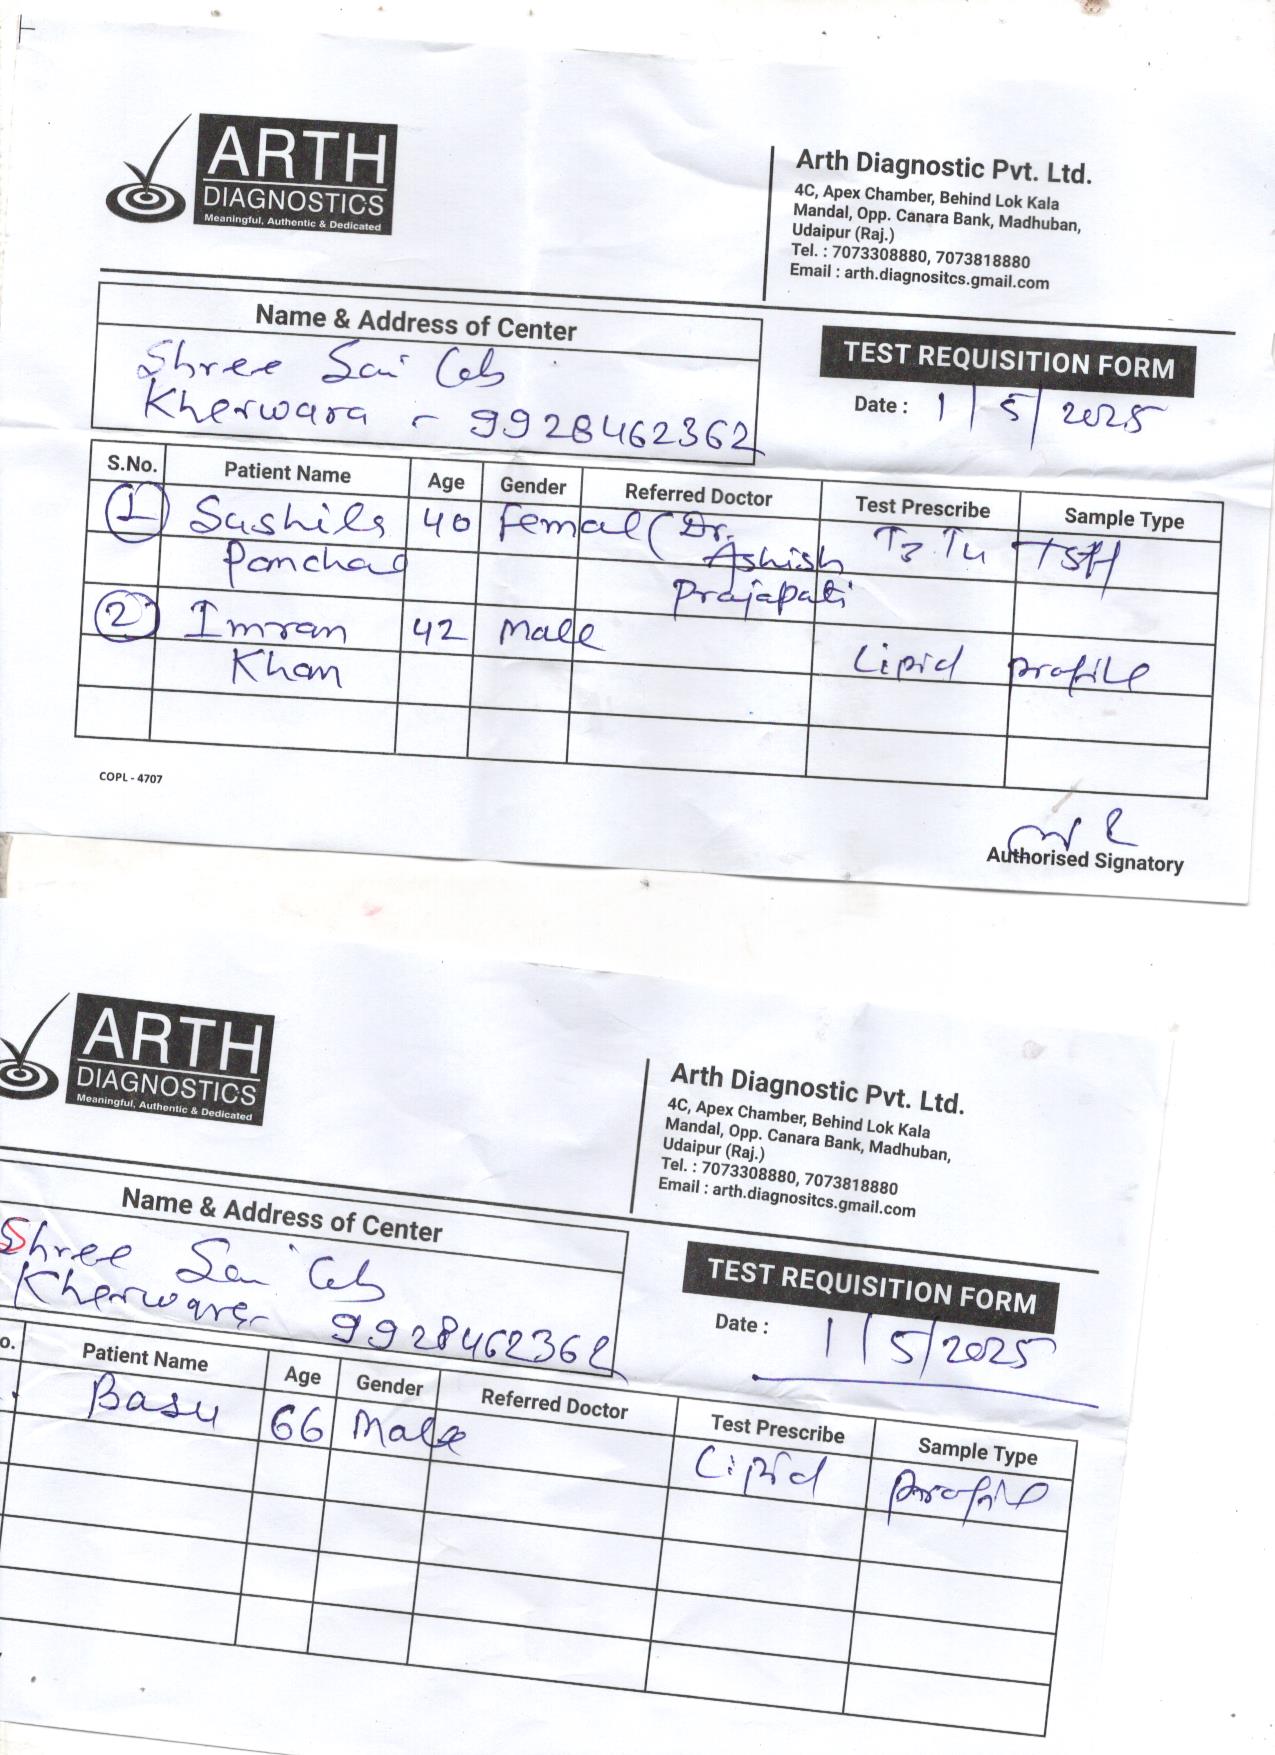 ARTH
DIAGNOSTICS
Meaningful, Authentic & Dedicated
Arth Diagnostic Pvt. Ltd.
4C, Apex Chamber, Behind Lok Kala
Mandal, Opp. Canara Bank, Madhuban,
Udaipur (Raj.)
Tel. : 7073308880, 7073818880
Email : arth.diagnositcs.gmail.com
Name & Address of Center
Shree Sai Lab
Kherwara - 9928462362
TEST REQUISITION FORM
Date : 1/5/2025
S.No. Patient Name Age Gender Referred Doctor Test Prescribe Sample Type
1 Sushila 40 Femal (Dr. T3 T4 TSH
Panchal Ashish
Prajapati
2 Imran 42 Male
Khan Lipid profile
COPL - 4707
Authorised Signatory
ARTH
DIAGNOSTICS
Meaningful, Authentic & Dedicated
Arth Diagnostic Pvt. Ltd.
4C, Apex Chamber, Behind Lok Kala
Mandal, Opp. Canara Bank, Madhuban,
Udaipur (Raj.)
Tel. : 7073308880, 7073818880
Email : arth.diagnositcs.gmail.com
Name & Address of Center
Shree Sai Lab
Kherwara 9928462362
TEST REQUISITION FORM
Date : 1/5/2025
o. Patient Name Age Gender Referred Doctor Test Prescribe Sample Type
Basu 66 Male Lipid profile